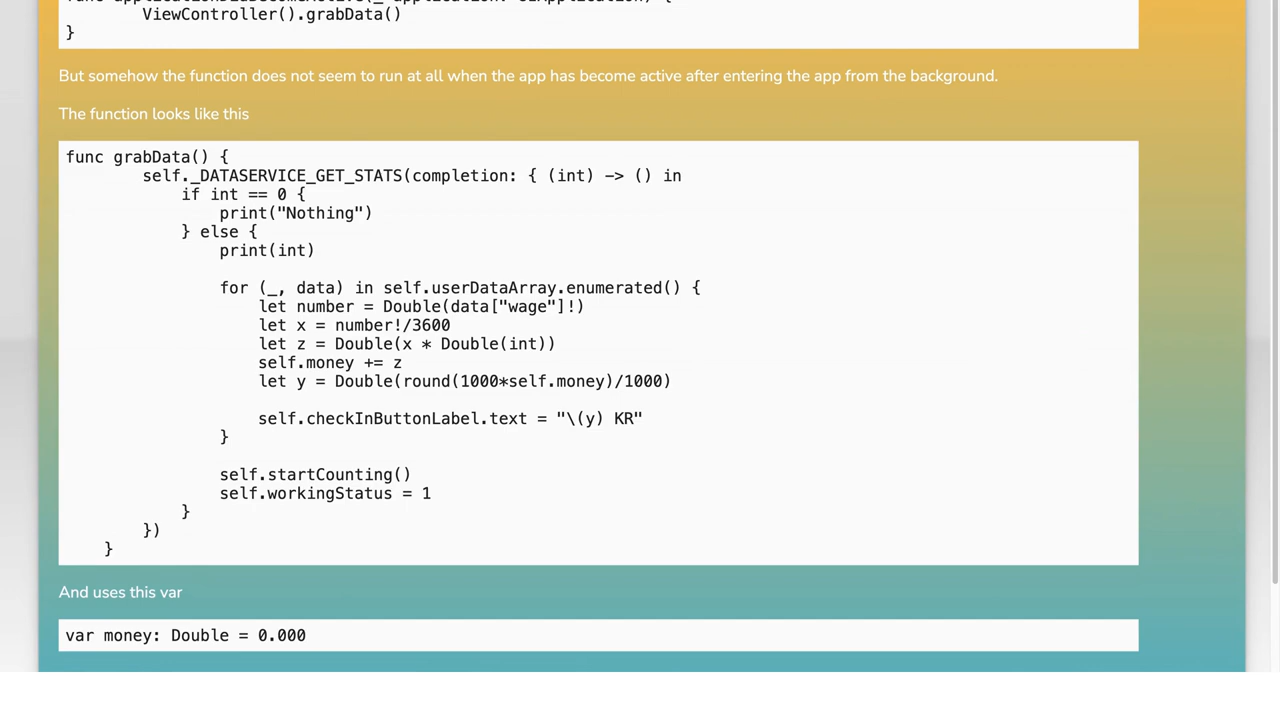 ViewController().grabData()
}
But somehow the function does not seem to run at all when the app has become active after entering the app from the background.
The function looks like this
func grabData() {
self._DATASERVICE_GET_STATS(completion: { (int) -> () in
if int == 0 {
print("Nothing")
} else {
print(int)
for (_, data) in self.userDataArray.enumerated() {
let number = Double(data["wage"]!)
let x = number!/3600
let z = Double(x * Double(int))
self.money += z
let y = Double(round(1000*self.money)/1000)
self.checkInButtonLabel.text = "\(y) KR"
}
self.startCounting()
self.workingStatus = 1
}
})
}
And uses this var
var money: Double = 0.000